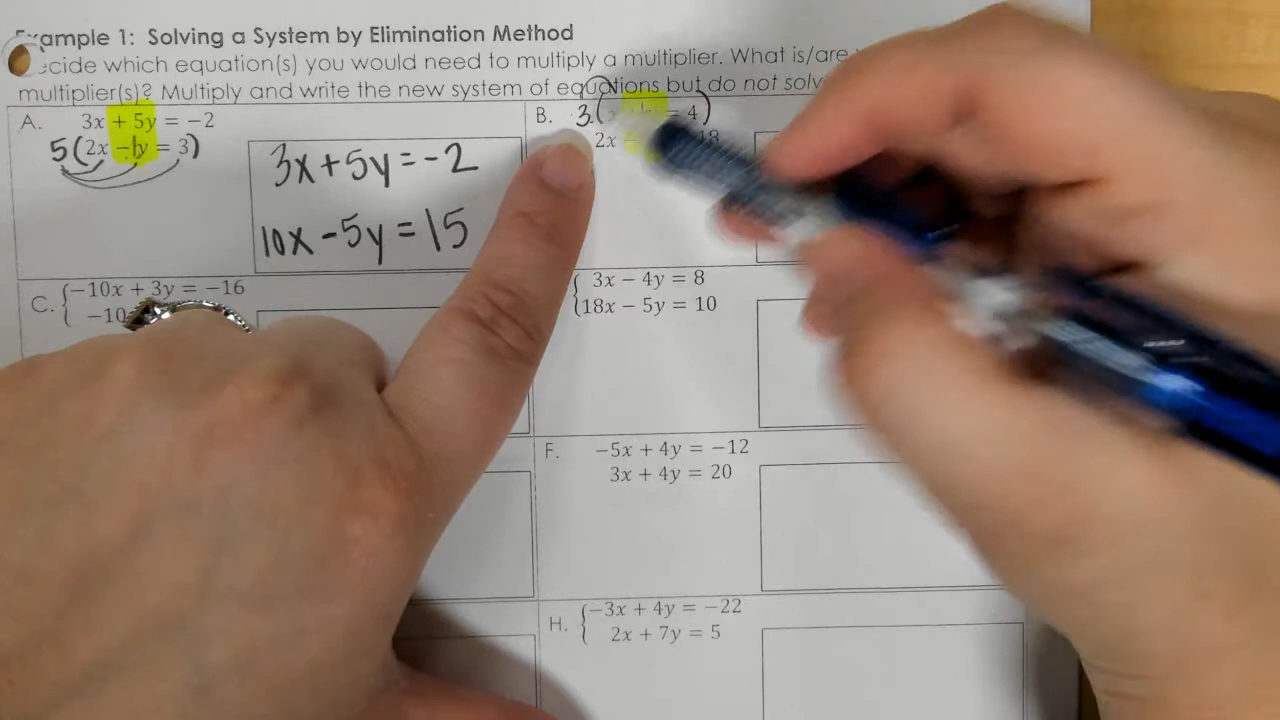 Example 1: Solving a System by Elimination Method
ecide which equation(s) you would need to multiply a multiplier. What is/are
multiplier(s)? Multiply and write the new system of equations but do not solv
A. 3x + 5y = −2
5(2x − 1y = 3)
3x+5y=-2
10x-5y=15
B. 3( = 4)
2x 18
C. −10x + 3y = −16
−10
3x − 4y = 8
18x − 5y = 10
F. −5x + 4y = −12
3x + 4y = 20
H. −3x + 4y = −22
2x + 7y = 5